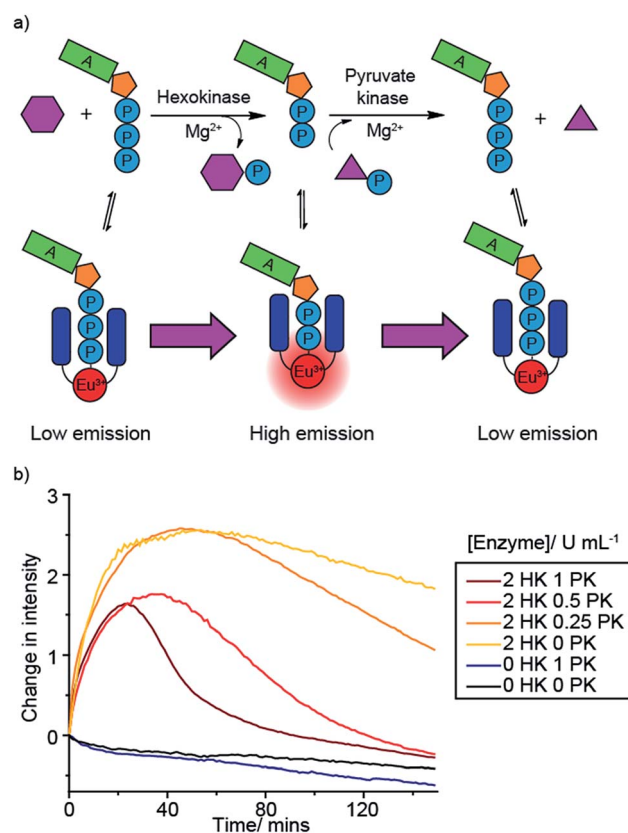 a)
A
Hexokinase
Mg²⁺
P
P
P
+
P
A
P
P
Pyruvate
kinase
Mg²⁺
P
A
P
P
P
+
A
P
P
P
Eu³⁺
Low emission
A
P
P
Eu³⁺
High emission
A
P
P
P
Eu³⁺
Low emission
b)
Change in intensity
3
2
1
0
0
40
80
120
Time/ mins
[Enzyme]/ U mL⁻¹
2 HK 1 PK
2 HK 0.5 PK
2 HK 0.25 PK
2 HK 0 PK
0 HK 1 PK
0 HK 0 PK